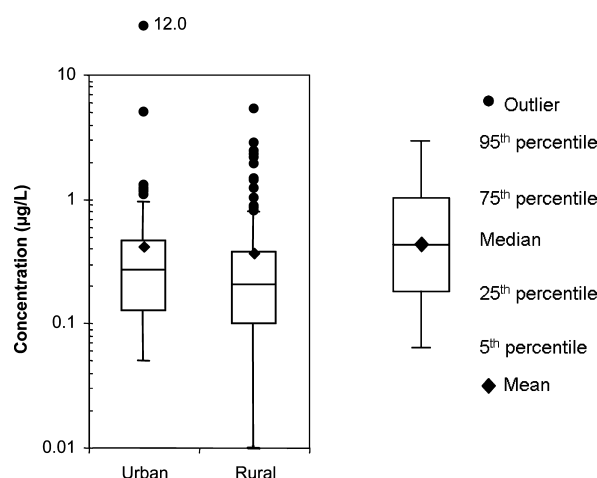 12.0
10
1
0.1
0.01
Concentration (µg/L)
Urban
Rural
Outlier
95th percentile
75th percentile
Median
25th percentile
5th percentile
Mean